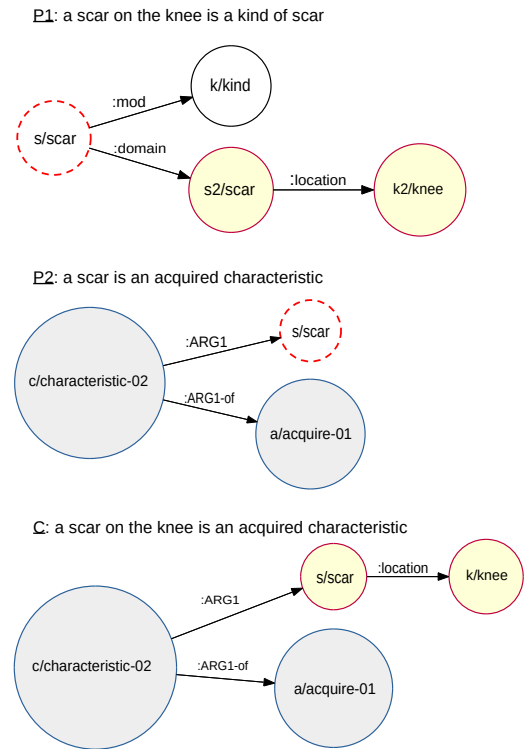 P1: a scar on the knee is a kind of scar
k/kind
:mod
s/scar
:domain
s2/scar
:location
k2/knee
P2: a scar is an acquired characteristic
s/scar
:ARG1
c/characteristic-02
:ARG1-of
a/acquire-01
C: a scar on the knee is an acquired characteristic
s/scar
:location
k/knee
:ARG1
c/characteristic-02
:ARG1-of
a/acquire-01